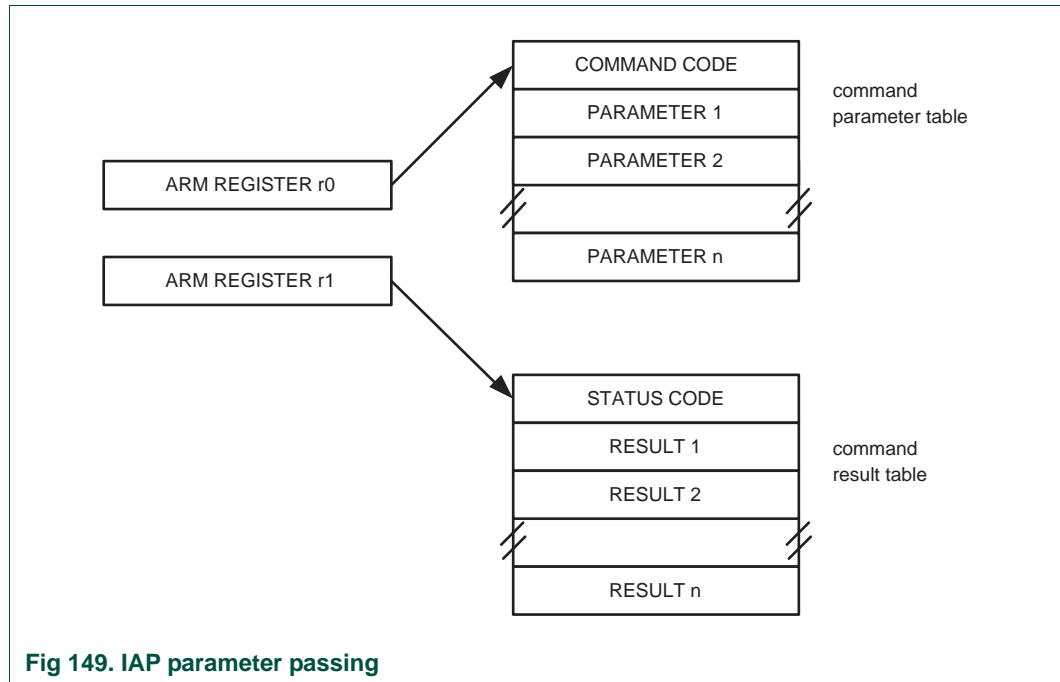 COMMAND CODE
command
parameter table
PARAMETER 1
PARAMETER 2
ARM REGISTER r0
PARAMETER n
ARM REGISTER r1
STATUS CODE
command
result table
RESULT 1
RESULT 2
RESULT n
Fig 149. IAP parameter passing